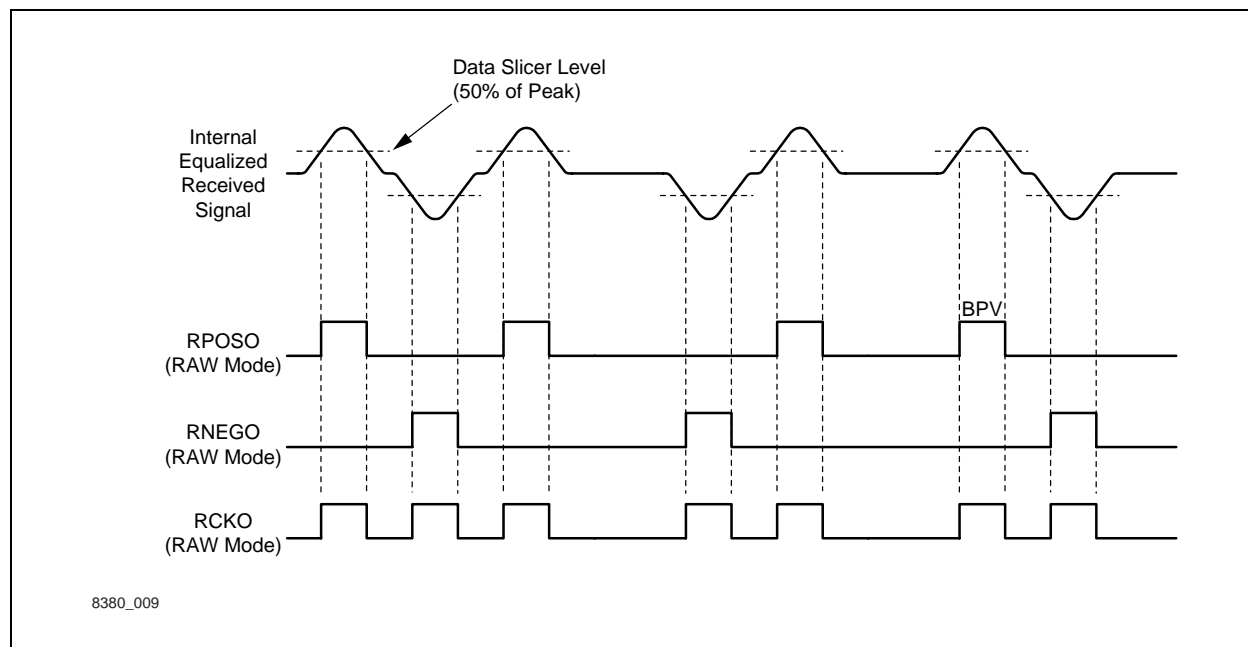 Data Slicer Level
(50% of Peak)
Internal
Equalized
Received
Signal
BPV
RPOSO
(RAW Mode)
RNEGO
(RAW Mode)
RCKO
(RAW Mode)
8380_009